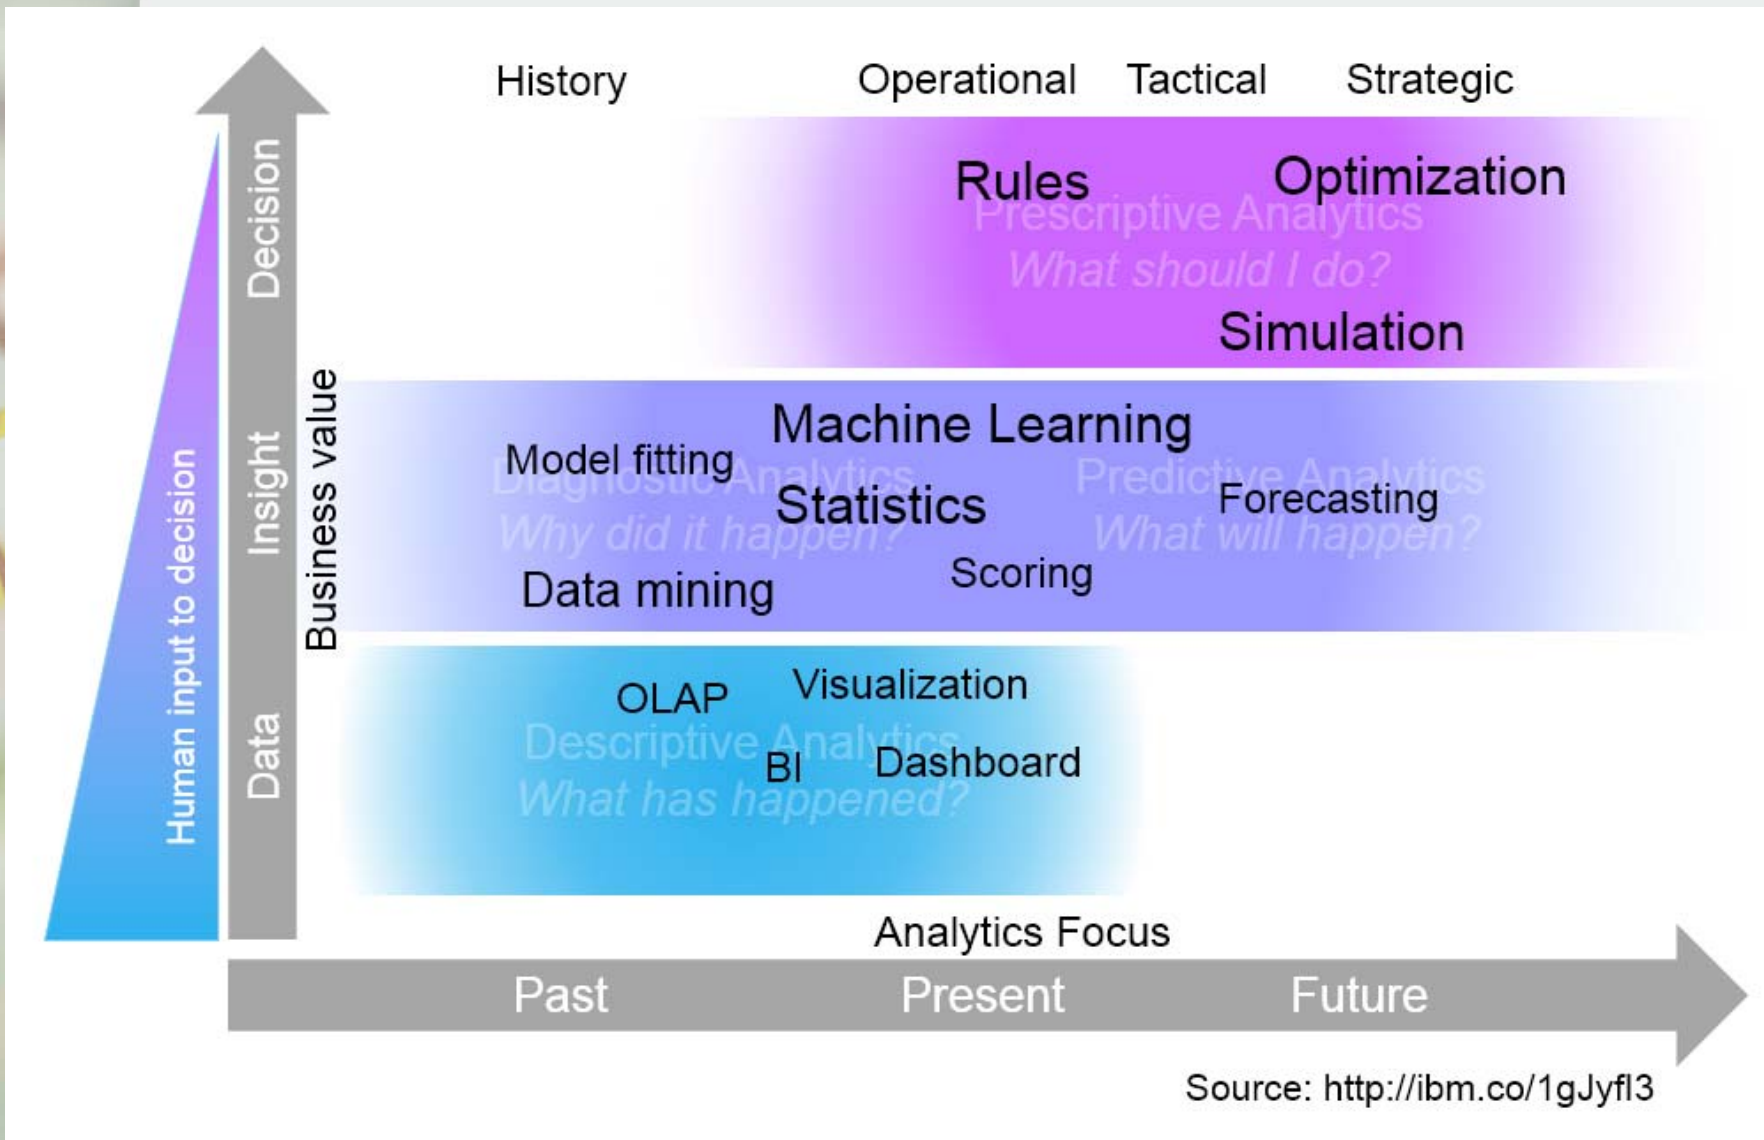 History
Operational
Tactical
Strategic
Rules
Optimization
Prescriptive Analytics
What should I do?
Simulation
Decision
Machine Learning
Model fitting
Diagnostic Analytics
Predictive Analytics
Statistics
Forecasting
Why did it happen?
What will happen?
Data mining
Scoring
Insight
Business value
Human input to decision
OLAP
Visualization
Descriptive Analytics
BI
Dashboard
What has happened?
Data
Analytics Focus
Past
Present
Future
Source: http://ibm.co/1gJyfl3